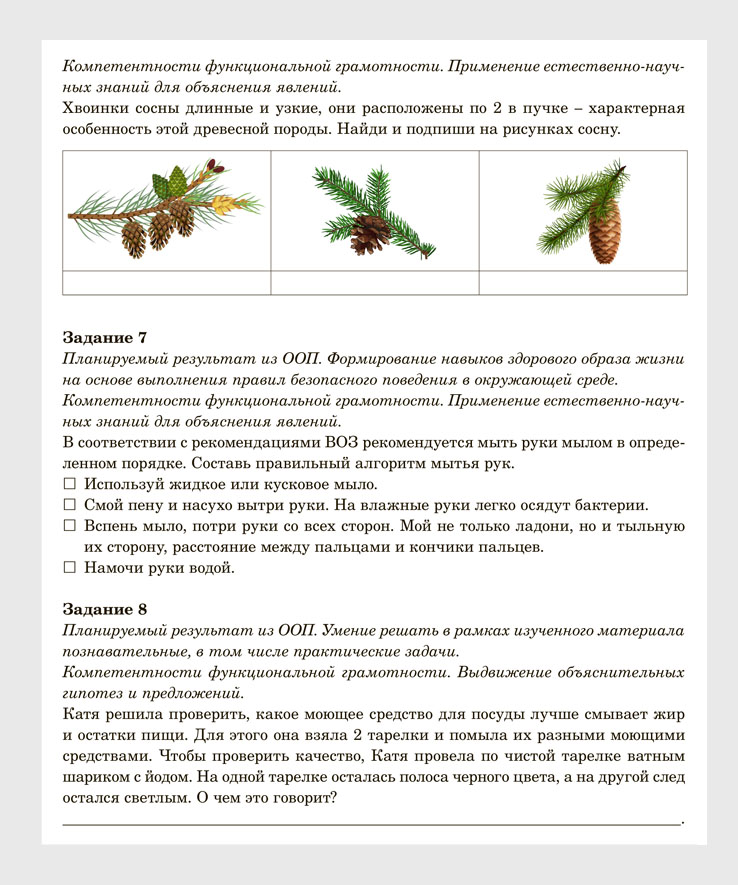 Компетентности функциональной грамотности. Применение естественно-науч-
ных знаний для объяснения явлений.
Хвоинки сосны длинные и узкие, они расположены по 2 в пучке – характерная
особенность этой древесной породы. Найди и подпиши на рисунках сосну.
Задание 7
Планируемый результат из ООП. Формирование навыков здорового образа жизни
на основе выполнения правил безопасного поведения в окружающей среде.
Компетентности функциональной грамотности. Применение естественно-науч-
ных знаний для объяснения явлений.
В соответствии с рекомендациями ВОЗ рекомендуется мыть руки мылом в опреде-
ленном порядке. Составь правильный алгоритм мытья рук.
☐ Используй жидкое или кусковое мыло.
☐ Смой пену и насухо вытри руки. На влажные руки легко осядут бактерии.
☐ Вспень мыло, потри руки со всех сторон. Мой не только ладони, но и тыльную
их сторону, расстояние между пальцами и кончики пальцев.
☐ Намочи руки водой.
Задание 8
Планируемый результат из ООП. Умение решать в рамках изученного материала
познавательные, в том числе практические задачи.
Компетентности функциональной грамотности. Выдвижение объяснительных
гипотез и предложений.
Катя решила проверить, какое моющее средство для посуды лучше смывает жир
и остатки пищи. Для этого она взяла 2 тарелки и помыла их разными моющими
средствами. Чтобы проверить качество, Катя провела по чистой тарелке ватным
шариком с йодом. На одной тарелке осталась полоса черного цвета, а на другой след
остался светлым. О чем это говорит?